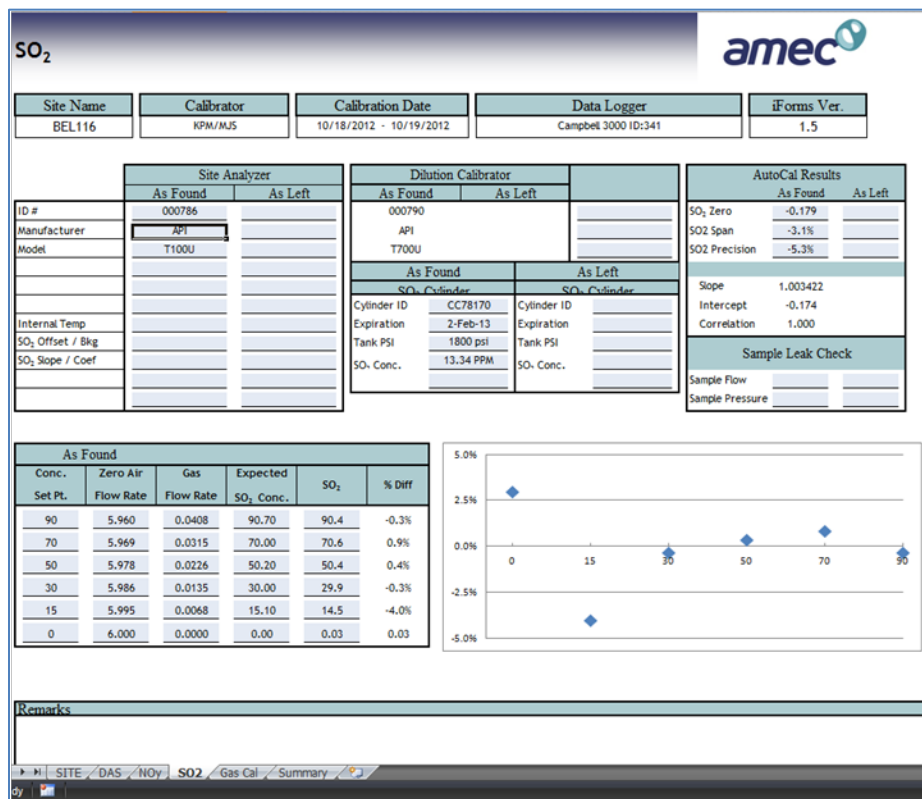 SO₂
amec
Site Name Calibrator Calibration Date Data Logger iForms Ver.
BEL116 KPM/MJS 10/18/2012 - 10/19/2012 Campbell 3000 ID:341 1.5
Site Analyzer
As Found As Left
ID # 000786
Manufacturer API
Model T100U
Internal Temp
SO₂ Offset / Bkg
SO₂ Slope / Coef
Dilution Calibrator
As Found As Left
000790
API
T700U
As Found As Left
SO₂ Cylinder SO₂ Cylinder
Cylinder ID CC78170 Cylinder ID
Expiration 2-Feb-13 Expiration
Tank PSI 1800 psi Tank PSI
SO₂ Conc. 13.34 PPM SO₂ Conc.
AutoCal Results
As Found As Left
SO₂ Zero -0.179
SO2 Span -3.1%
SO2 Precision -5.3%
Slope 1.003422
Intercept -0.174
Correlation 1.000
Sample Leak Check
Sample Flow
Sample Pressure
As Found
Conc. Zero Air Gas Expected SO₂ % Diff
Set Pt. Flow Rate Flow Rate SO₂ Conc.
90 5.960 0.0408 90.70 90.4 -0.3%
70 5.969 0.0315 70.00 70.6 0.9%
50 5.978 0.0226 50.20 50.4 0.4%
30 5.986 0.0135 30.00 29.9 -0.3%
15 5.995 0.0068 15.10 14.5 -4.0%
0 6.000 0.0000 0.00 0.03 0.03
5.0%
2.5%
0.0%
0 15 30 50 70 90
-2.5%
-5.0%
Remarks
SITE DAS NOy SO2 Gas Cal Summary
dy